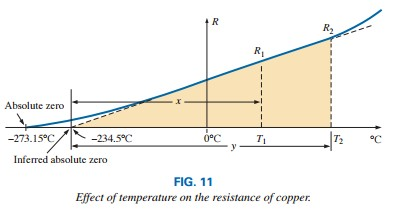 R
R2
R1
Absolute zero
x
–273.15°C
–234.5°C
0°C
T1
T2
°C
y
Inferred absolute zero
FIG. 11
Effect of temperature on the resistance of copper.